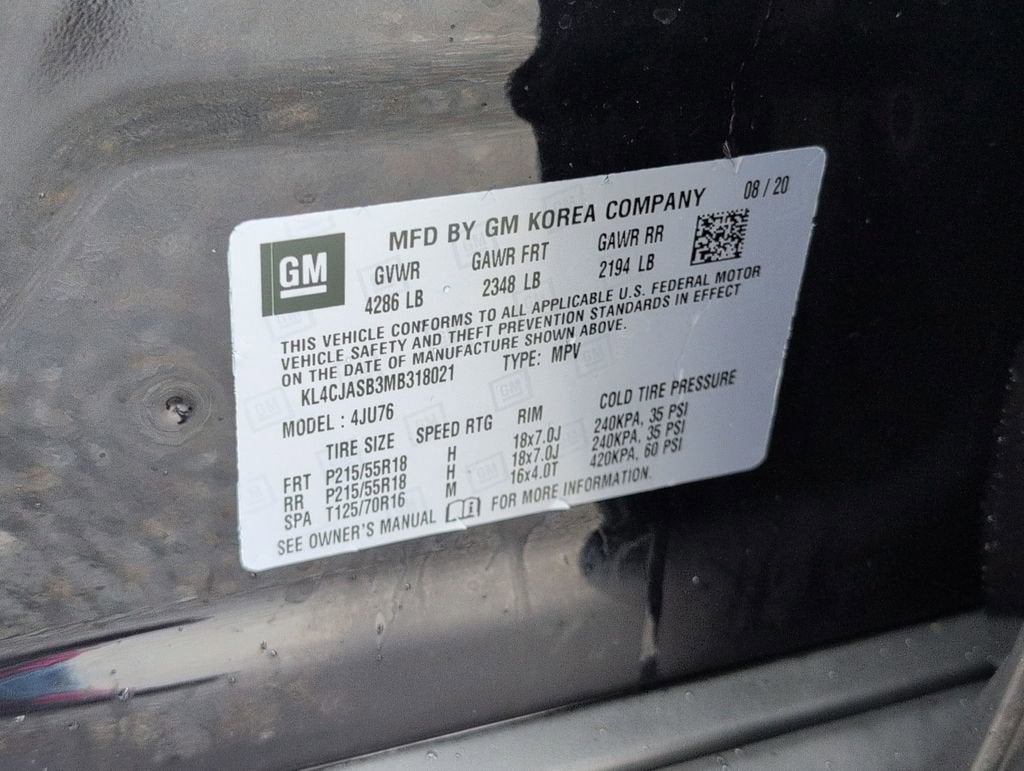 MFD BY GM KOREA COMPANY 08 / 20
GM
GVWR GAWR FRT GAWR RR
4286 LB 2348 LB 2194 LB
THIS VEHICLE CONFORMS TO ALL APPLICABLE U.S. FEDERAL MOTOR
VEHICLE SAFETY AND THEFT PREVENTION STANDARDS IN EFFECT
ON THE DATE OF MANUFACTURE SHOWN ABOVE.
KL4CJASB3MB318021 TYPE: MPV
MODEL : 4JU76
TIRE SIZE SPEED RTG RIM COLD TIRE PRESSURE
FRT P215/55R18 H 18x7.0J 240KPA, 35 PSI
RR P215/55R18 H 18x7.0J 240KPA, 35 PSI
SPA T125/70R16 M 16x4.0T 420KPA, 60 PSI
SEE OWNER'S MANUAL FOR MORE INFORMATION.